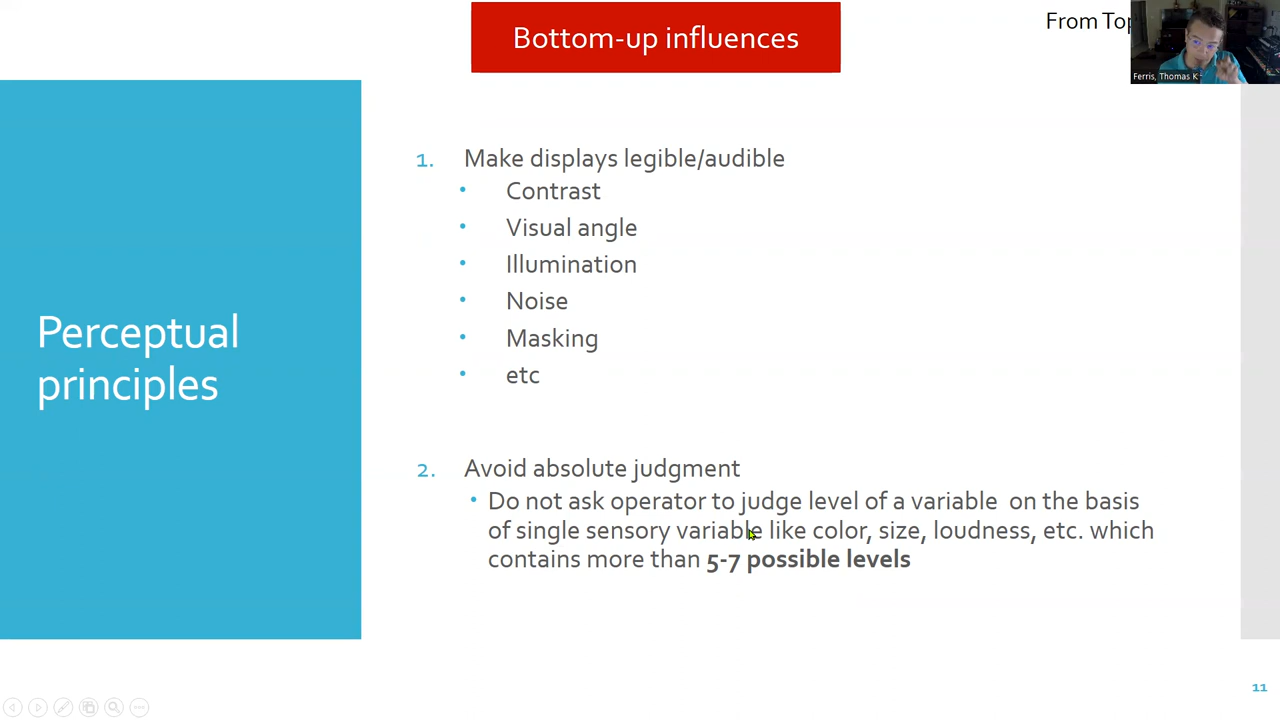 Bottom-up influences
From Top
Ferris, Thomas K
Perceptual
principles
1. Make displays legible/audible
• Contrast
• Visual angle
• Illumination
• Noise
• Masking
• etc
2. Avoid absolute judgment
• Do not ask operator to judge level of a variable on the basis
of single sensory variable like color, size, loudness, etc. which
contains more than 5-7 possible levels
11